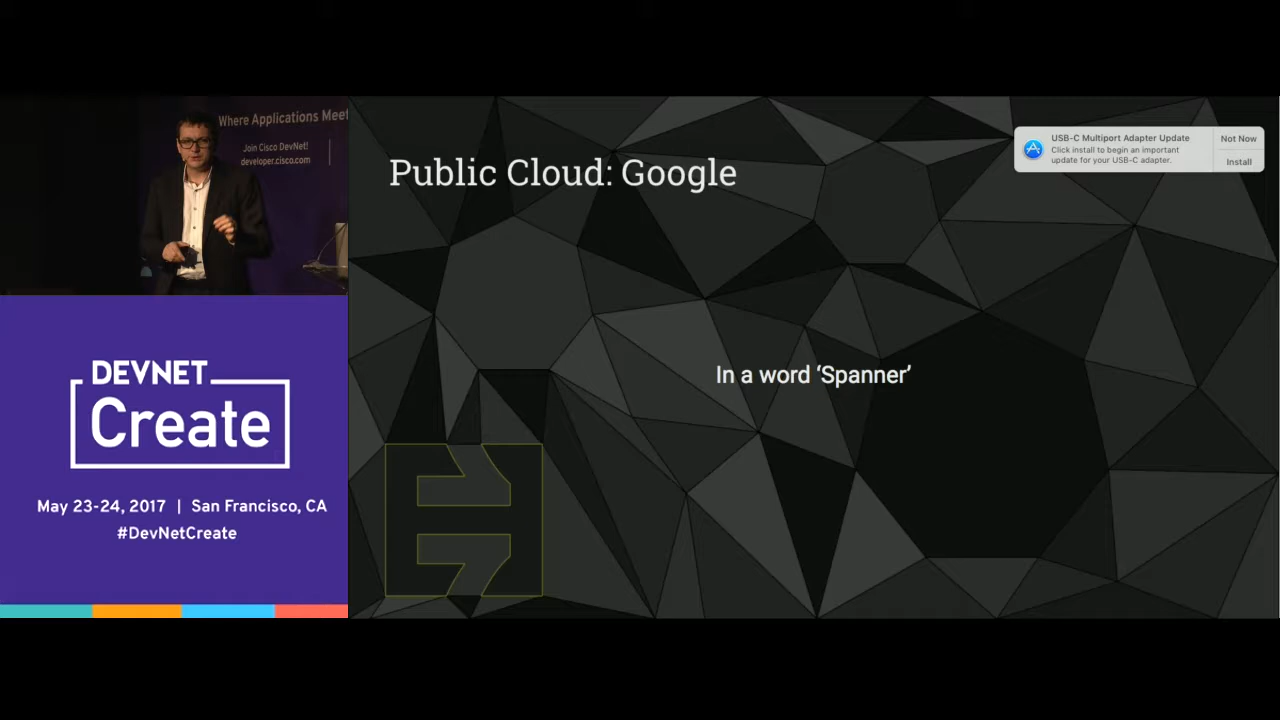 Where Applications Meet
Join Cisco DevNet!
developer.cisco.com
DEVNET
Create
May 23-24, 2017 | San Francisco, CA
#DevNetCreate
Public Cloud: Google
In a word ‘Spanner’
USB-C Multiport Adapter Update
Click install to begin an important
update for your USB-C adapter.
Not Now
Install